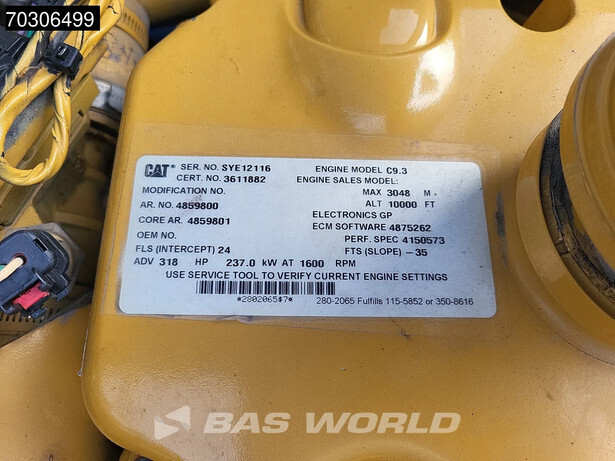 70306499
CAT® SER. NO. SYE12116 ENGINE MODEL C9.3
CERT. NO. 3611882 ENGINE SALES MODEL:
MODIFICATION NO. MAX 3048 M
AR. NO. 4859800 ALT 10000 FT
CORE AR. 4859801 ELECTRONICS GP
OEM NO. ECM SOFTWARE 4875262
PERF. SPEC 4150573
FLS (INTERCEPT) 24 FTS (SLOPE) -35
ADV 318 HP 237.0 kW AT 1600 RPM
USE SERVICE TOOL TO VERIFY CURRENT ENGINE SETTINGS
*2802065$7* 280-2065 Fulfills 115-5852 or 350-8616
BAS WORLD